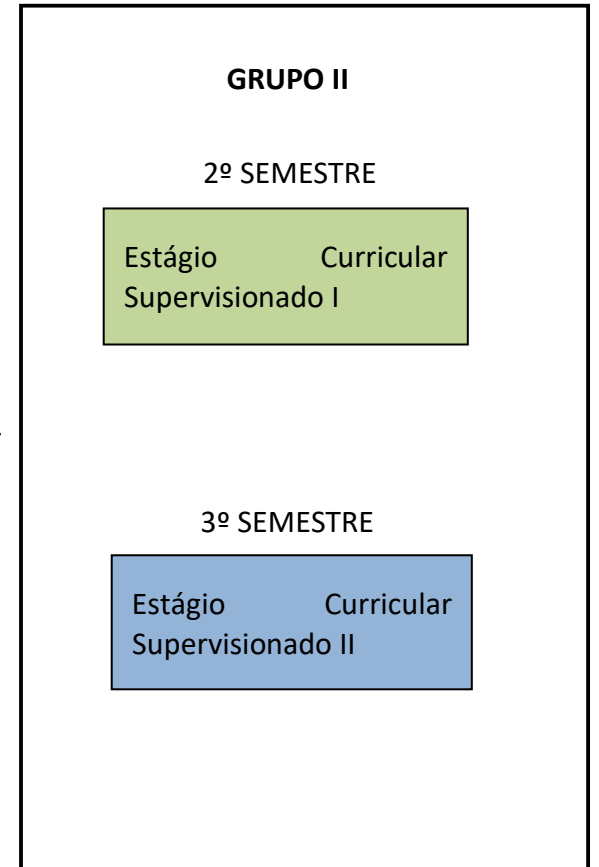 GRUPO II
2º SEMESTRE
Estágio Curricular
Supervisionado I
3º SEMESTRE
Estágio Curricular
Supervisionado II